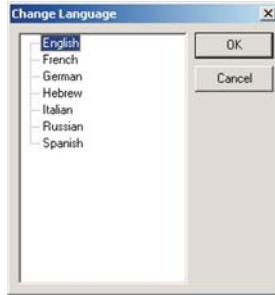 Change Language
English
French
German
Hebrew
Italian
Russian
Spanish
OK
Cancel